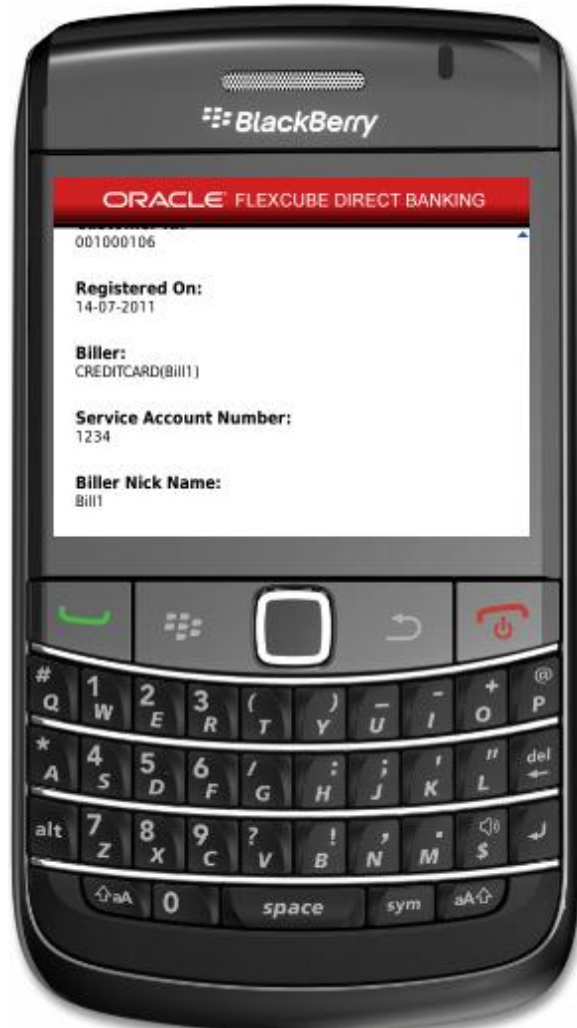 BlackBerry
ORACLE FLEXCUBE DIRECT BANKING
001000106
Registered On:
14-07-2011
Biller:
CREDITCARD(Bill1)
Service Account Number:
1234
Biller Nick Name:
Bill1
# Q 1 W 2 E 3 R ( T ) Y _ U - I + O @ P
* A 4 S 5 D 6 F / G : H ; J ' K " L del
alt 7 Z 8 X 9 C ? V ! B , N . M $
aA 0 space sym aA